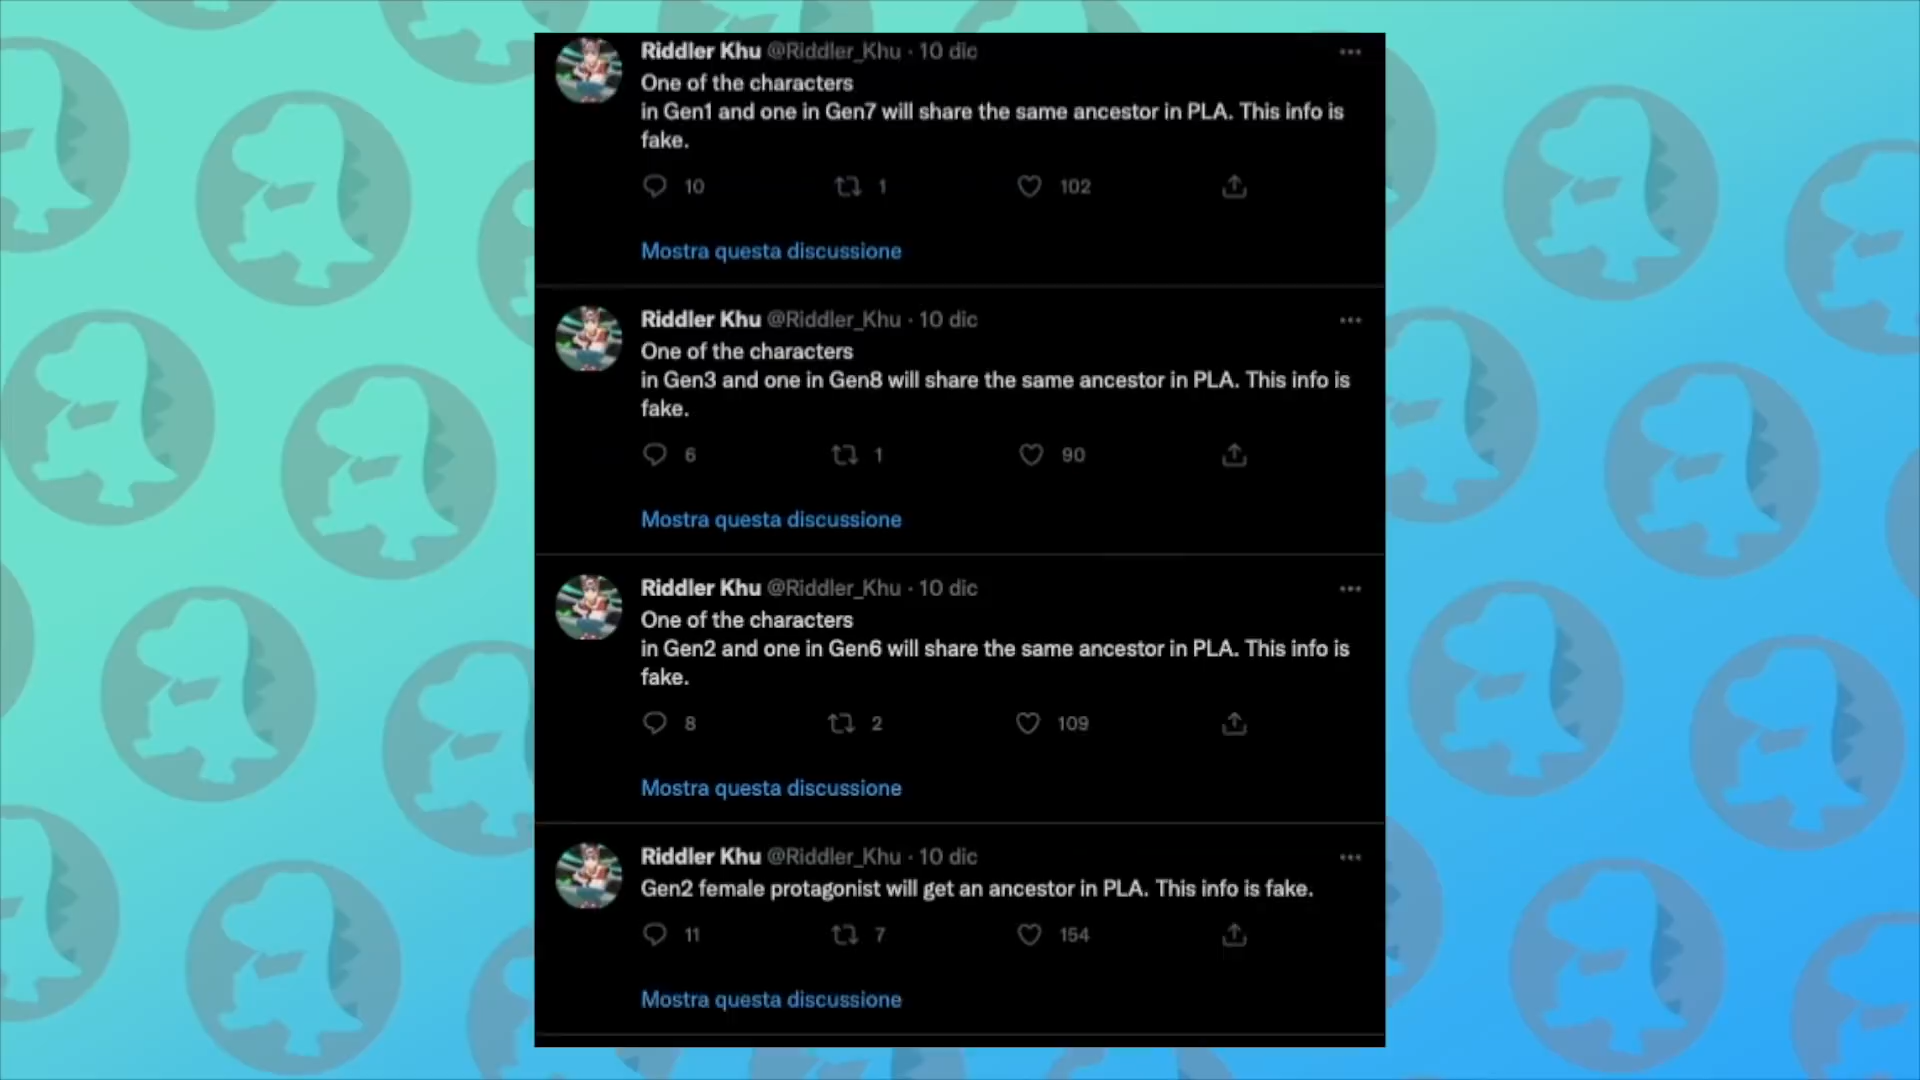 Riddler Khu @Riddler_Khu · 10 dic
One of the characters
in Gen1 and one in Gen7 will share the same ancestor in PLA. This info is
fake.
10 1 102
Mostra questa discussione
Riddler Khu @Riddler_Khu · 10 dic
One of the characters
in Gen3 and one in Gen8 will share the same ancestor in PLA. This info is
fake.
6 1 90
Mostra questa discussione
Riddler Khu @Riddler_Khu · 10 dic
One of the characters
in Gen2 and one in Gen6 will share the same ancestor in PLA. This info is
fake.
8 2 109
Mostra questa discussione
Riddler Khu @Riddler_Khu · 10 dic
Gen2 female protagonist will get an ancestor in PLA. This info is fake.
11 7 154
Mostra questa discussione